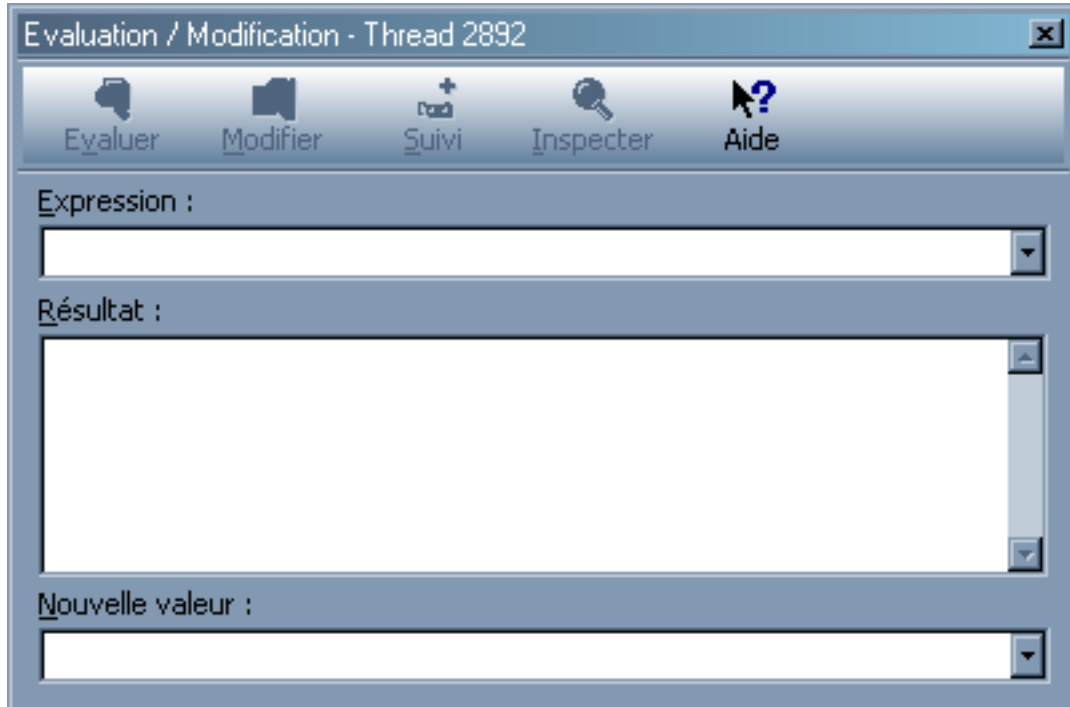 Evaluation / Modification - Thread 2892
Evaluer Modifier Suivi Inspecter Aide
Expression :
Résultat :
Nouvelle valeur :